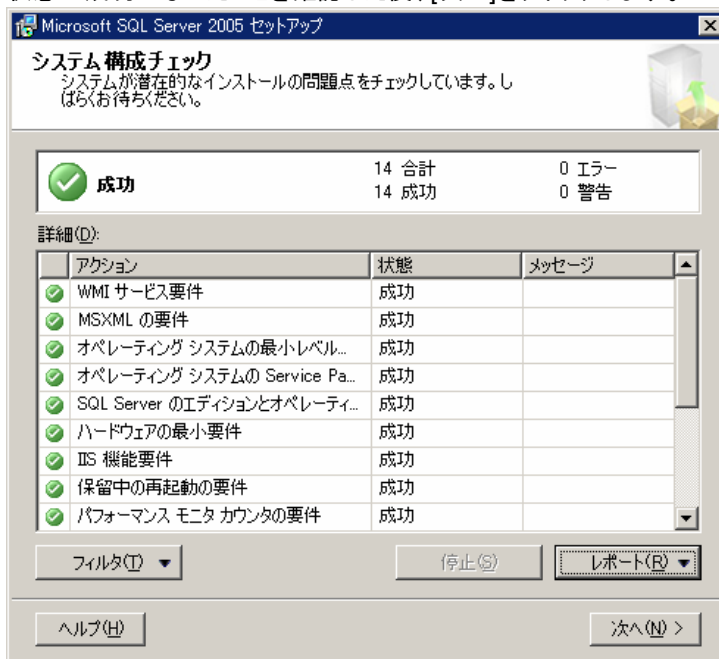 Microsoft SQL Server 2005 セットアップ
システム構成チェック
システムが潜在的なインストールの問題点をチェックしています。し
ばらくお待ちください。
成功
14 合計
0 エラー
14 成功
0 警告
詳細(D):
アクション 状態 メッセージ
WMI サービス要件 成功
MSXML の要件 成功
オペレーティング システムの最小レベル... 成功
オペレーティング システムの Service Pa... 成功
SQL Server のエディションとオペレーティ... 成功
ハードウェアの最小要件 成功
IIS 機能要件 成功
保留中の再起動の要件 成功
パフォーマンス モニタ カウンタの要件 成功
フィルタ(T) 停止(S) レポート(R)
ヘルプ(H) 次へ(N) >